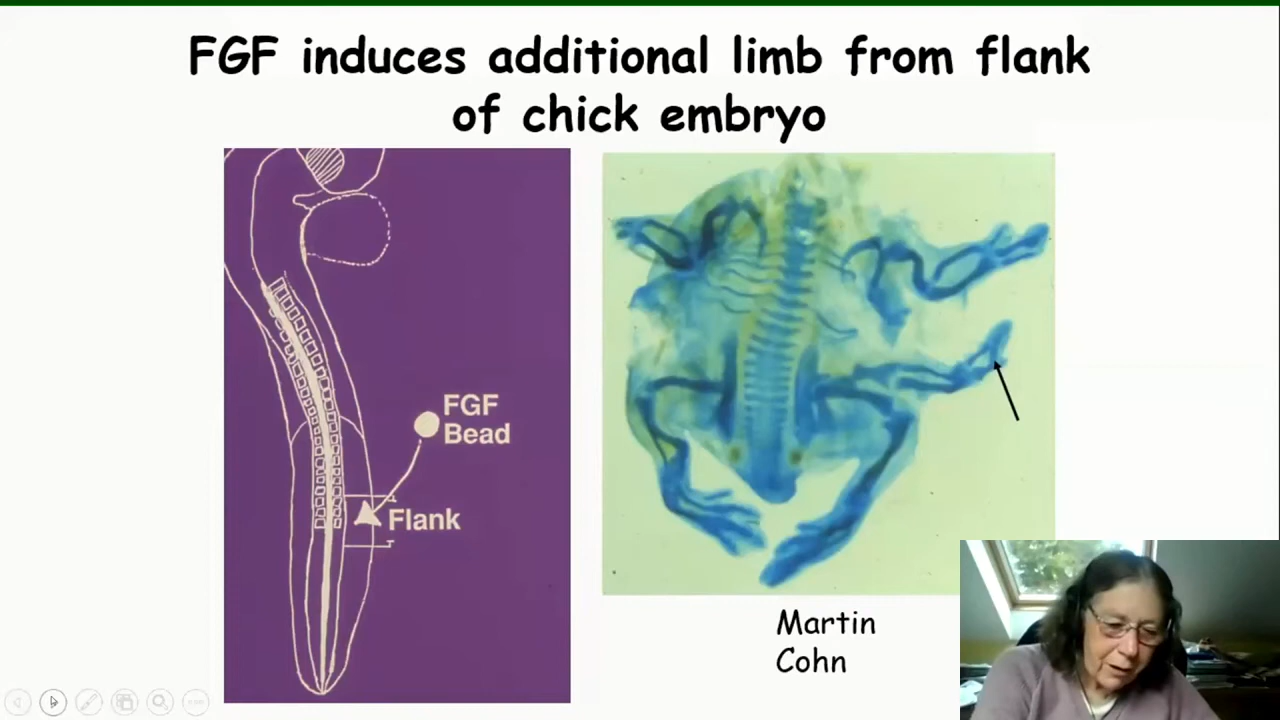 FGF induces additional limb from flank
of chick embryo
FGF
Bead
Flank
Martin
Cohn